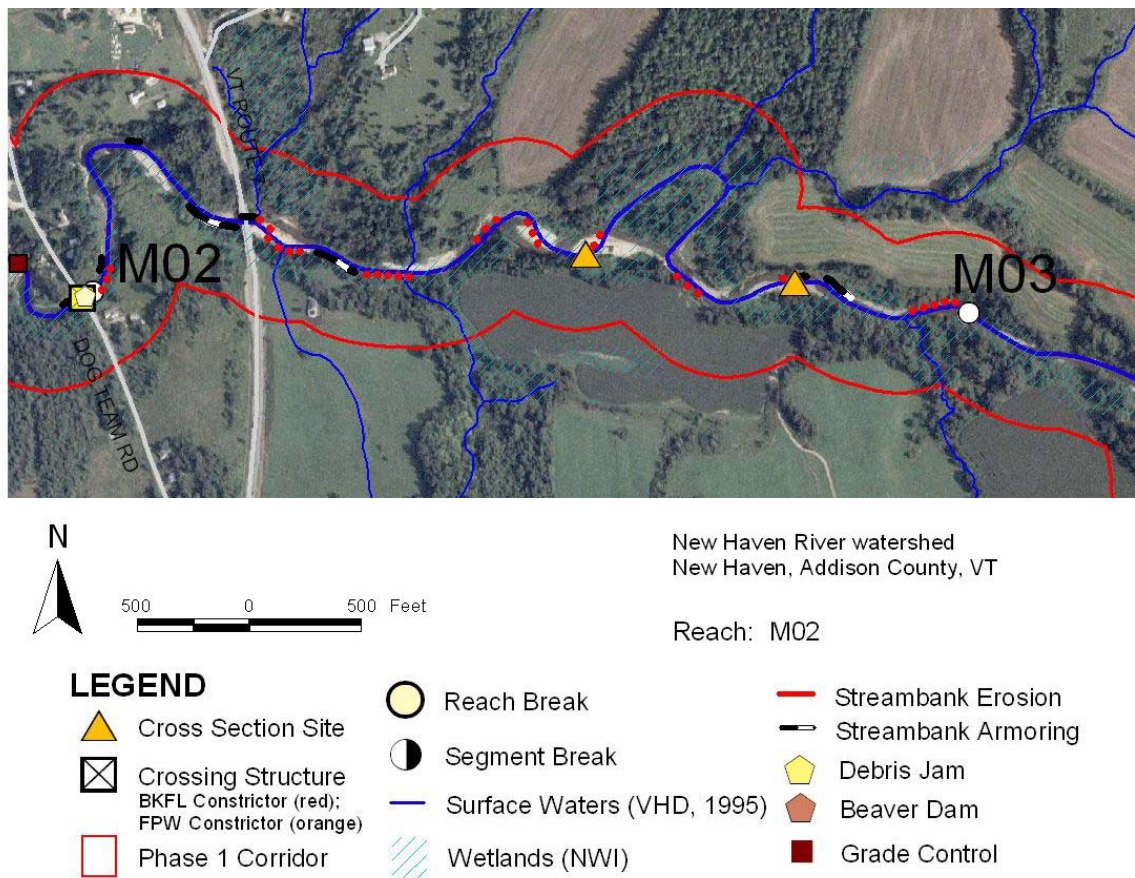 VT ROUTE
M02
M03
DOG TEAM RD
N
500 0 500 Feet
New Haven River watershed
New Haven, Addison County, VT
Reach: M02
LEGEND
Cross Section Site
Crossing Structure
BKFL Constrictor (red);
FPW Constrictor (orange)
Phase 1 Corridor
Reach Break
Segment Break
Surface Waters (VHD, 1995)
Wetlands (NWI)
Streambank Erosion
Streambank Armoring
Debris Jam
Beaver Dam
Grade Control